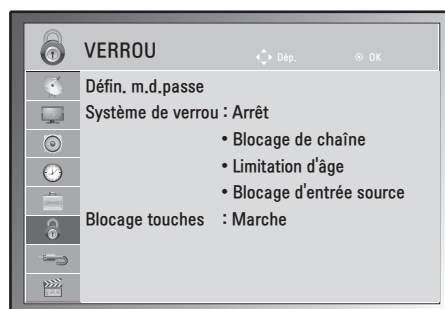 VERROU
Dép.
OK
Défin. m.d.passe
Système de verrou : Arrêt
• Blocage de chaîne
• Limitation d'âge
• Blocage d'entrée source
Blocage touches : Marche